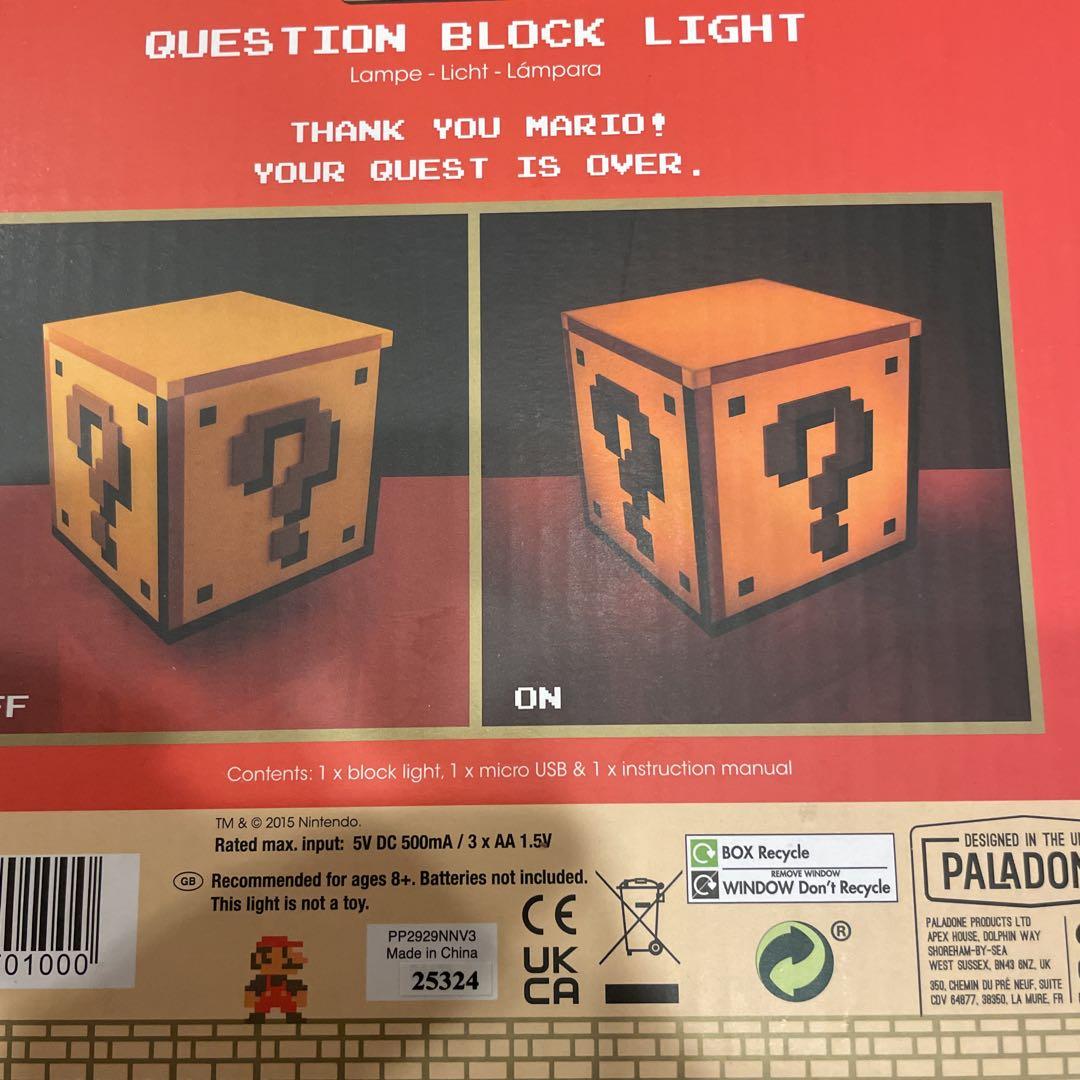 QUESTION BLOCK LIGHT
Lampe - Licht - Lámpara
THANK YOU MARIO!
YOUR QUEST IS OVER.
FF
ON
Contents: 1 x block light, 1 x micro USB & 1 x instruction manual
TM & © 2015 Nintendo.
Rated max. input: 5V DC 500mA / 3 x AA 1.5V
GB Recommended for ages 8+. Batteries not included.
This light is not a toy.
01000
PP2929NNV3
Made in China
25324
CE
UK
CA
BOX Recycle
REMOVE WINDOW
WINDOW Don't Recycle
®
DESIGNED IN THE U
PALADON
PALADONE PRODUCTS LTD
APEX HOUSE, DOLPHIN WAY
SHOREHAM-BY-SEA
WEST SUSSEX, BN43 6NZ, UK
350, CHEMIN DU PRÉ NEUF, SUITE
CDV 64877, 38350, LA MURE, FR